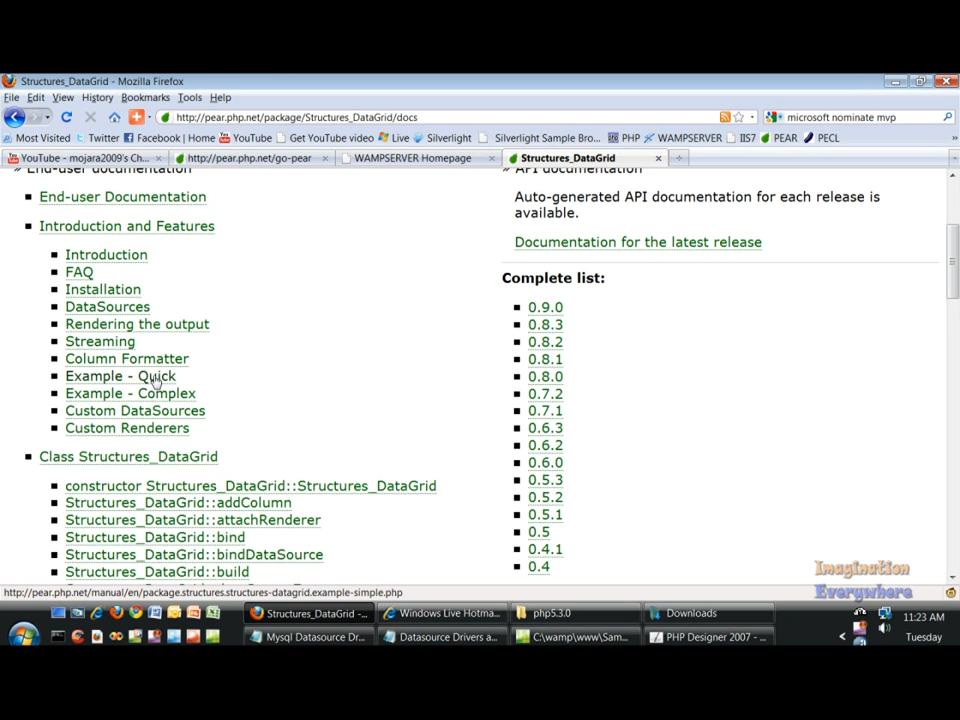 Structures_DataGrid - Mozilla Firefox
File Edit View History Bookmarks Tools Help
http://pear.php.net/package/Structures_DataGrid/docs
microsoft nominate mvp
Most Visited Twitter Facebook | Home YouTube Get YouTube video Live Silverlight Silverlight Sample Bro... PHP WAMPSERVER IIS7 PEAR PECL
YouTube - mojara2009's Ch...
http://pear.php.net/go-pear
WAMPSERVER Homepage
Structures_DataGrid
» End-user documentation
End-user Documentation
Introduction and Features
Introduction
FAQ
Installation
DataSources
Rendering the output
Streaming
Column Formatter
Example - Quick
Example - Complex
Custom DataSources
Custom Renderers
Class Structures_DataGrid
constructor Structures_DataGrid::Structures_DataGrid
Structures_DataGrid::addColumn
Structures_DataGrid::attachRenderer
Structures_DataGrid::bind
Structures_DataGrid::bindDataSource
Structures_DataGrid::build
» API documentation
Auto-generated API documentation for each release is
available.
Documentation for the latest release
Complete list:
0.9.0
0.8.3
0.8.2
0.8.1
0.8.0
0.7.2
0.7.1
0.6.3
0.6.2
0.6.0
0.5.3
0.5.2
0.5.1
0.5
0.4.1
0.4
Imagination
Everywhere
http://pear.php.net/manual/en/package.structures.structures-datagrid.example-simple.php
Structures_DataGrid -...
Windows Live Hotma...
php5.3.0
Downloads
11:23 AM
Mysql Datasource Dr...
Datasource Drivers a...
C:\wamp\www\Sam...
PHP Designer 2007 - ...
Tuesday